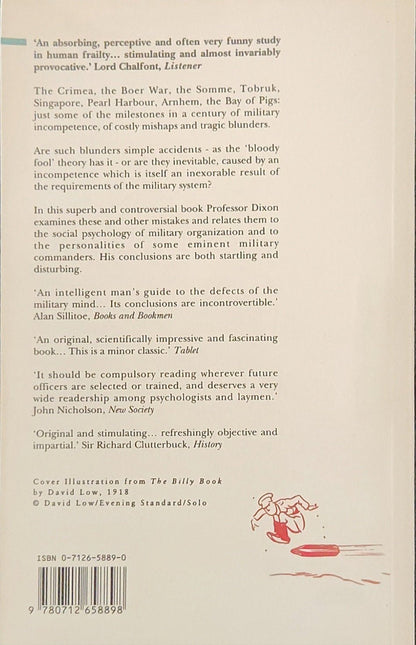 'An absorbing, perceptive and often very funny study
in human frailty... stimulating and almost invariably
provocative.' Lord Chalfont, Listener
The Crimea, the Boer War, the Somme, Tobruk,
Singapore, Pearl Harbour, Arnhem, the Bay of Pigs:
just some of the milestones in a century of military
incompetence, of costly mishaps and tragic blunders.
Are such blunders simple accidents - as the 'bloody
fool' theory has it - or are they inevitable, caused by an
incompetence which is itself an inexorable result of
the requirements of the military system?
In this superb and controversial book Professor Dixon
examines these and other mistakes and relates them to
the social psychology of military organization and to
the personalities of some eminent military
commanders. His conclusions are both startling and
disturbing.
'An intelligent man's guide to the defects of the
military mind... Its conclusions are incontrovertible.'
Alan Sillitoe, Books and Bookmen
'An original, scientifically impressive and fascinating
book... This is a minor classic.' Tablet
'It should be compulsory reading wherever future
officers are selected or trained, and deserves a very
wide readership among psychologists and laymen.'
John Nicholson, New Society
'Original and stimulating... refreshingly objective and
impartial.' Sir Richard Clutterbuck, History
Cover Illustration from The Billy Book
by David Low, 1918
© David Low/Evening Standard/Solo
ISBN 0-7126-5889-0
9 780712 658898